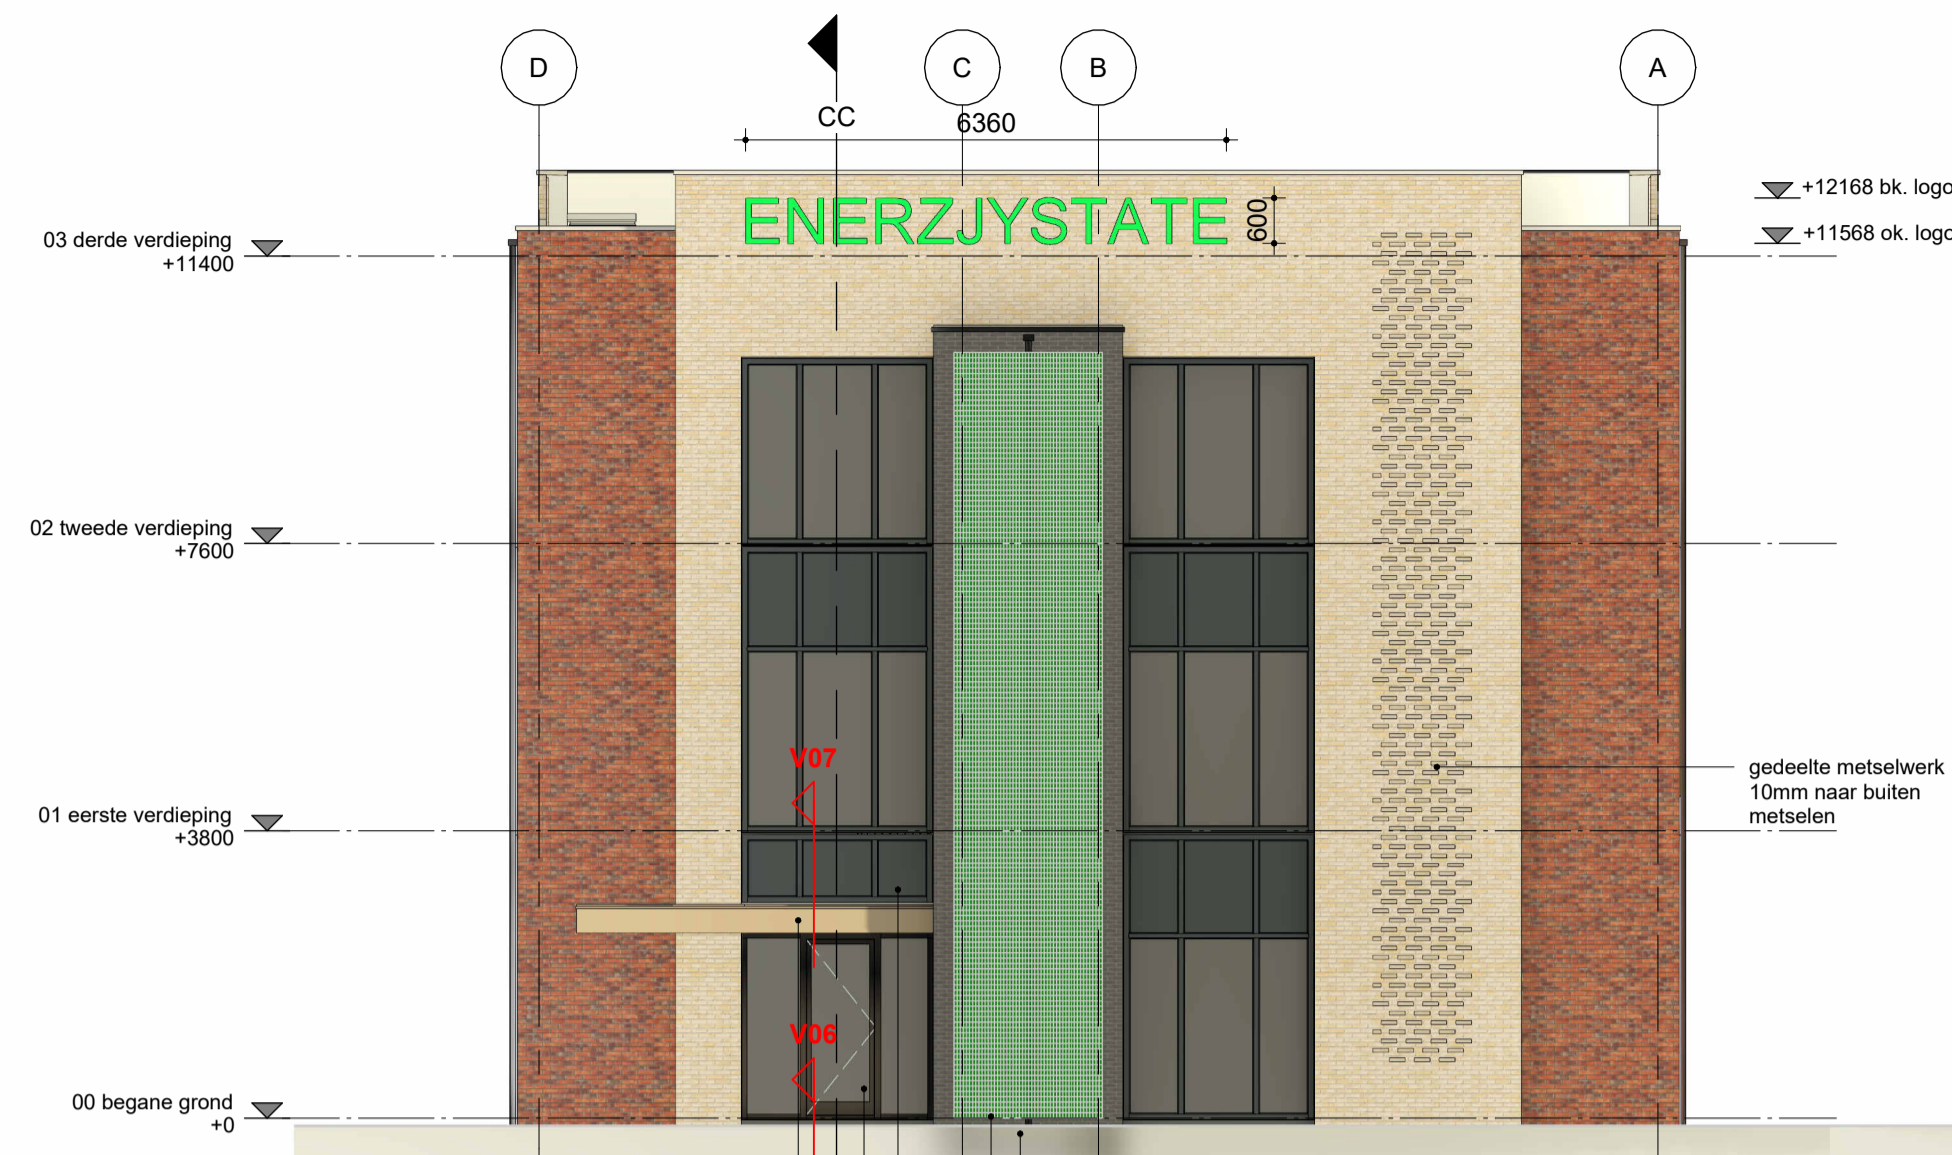 D
C
B
A
CC
6360
ENERZJYSTATE
600
+12168 bk. logo
+11568 ok. logo
03 derde verdieping
+11400
02 tweede verdieping
+7600
V07
gedeelte metselwerk
10mm naar buiten
metselen
01 eerste verdieping
+3800
V06
00 begane grond
+0